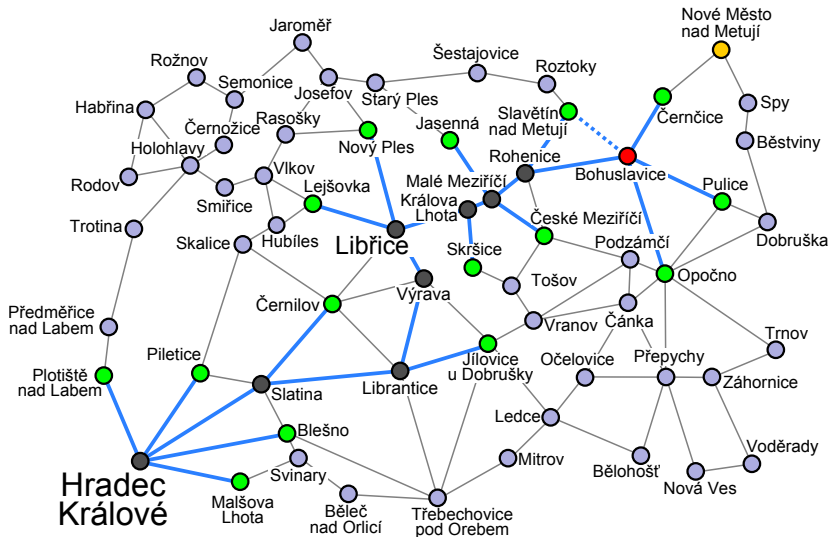 Nové Město
nad Metují
Jaroměř
Šestajovice
Rožnov
Roztoky
Semonice
Josefov
Starý Ples
Habřina
Slavětín
nad Metují
Černčice
Spy
Černožice
Rasošky
Jasenná
Nový Ples
Běstviny
Holohlavy
Rohenice
Bohuslavice
Rodov
Vlkov
Malé Meziříčí
Lejšovka
Králova
Lhota
Pulice
Smiřice
České Meziříčí
Trotina
Skalice
Hubíles
Libřice
Podzámčí
Dobruška
Skršice
Opočno
Tošov
Výrava
Černilov
Předměřice
nad Labem
Vranov
Čánka
Trnov
Piletice
Plotiště
nad Labem
Jílovice
u Dobrušky
Očelovice
Přepychy
Slatina
Librantice
Záhornice
Blešno
Ledce
Voděrady
Hradec
Králové
Svinary
Mitrov
Bělohošť
Malšova
Lhota
Nová Ves
Běleč
nad Orlicí
Třebechovice
pod Orebem